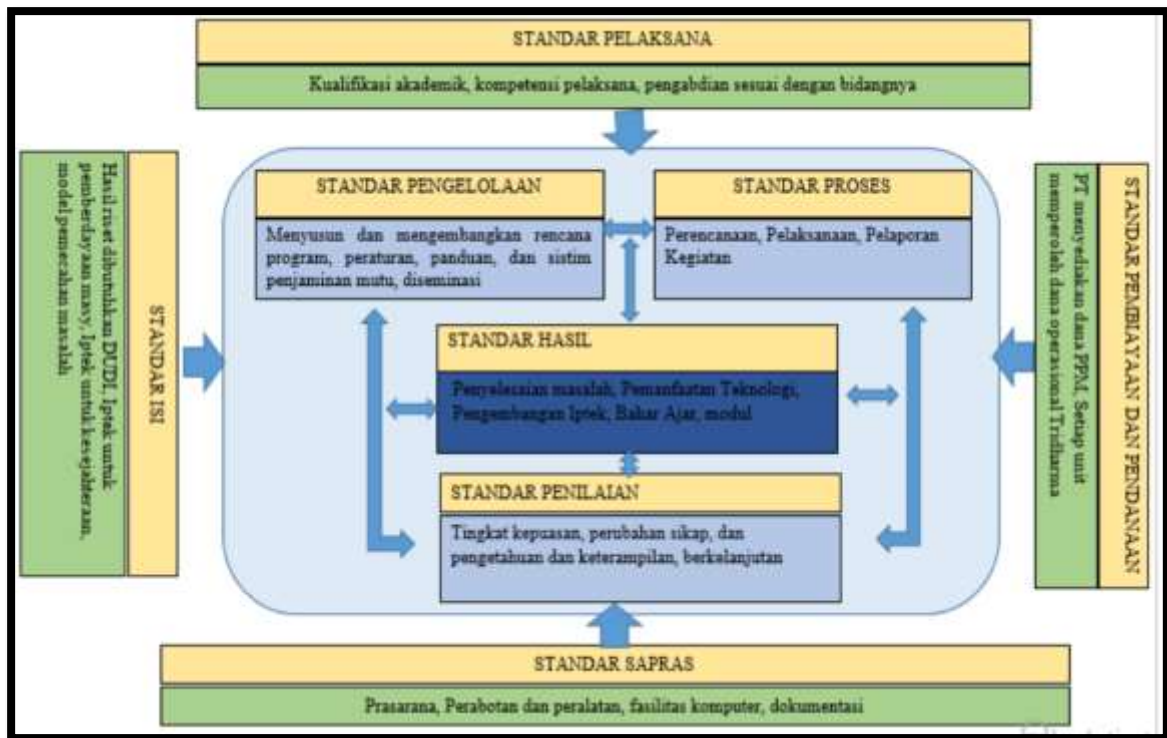 STANDAR PELAKSANA
Kualifikasi akademik, kompetensi pelaksana, pengabdian sesuai dengan bidangnya
STANDAR ISI
Hasil riset dibutuhkan DUDI, Iptek untuk
pemberdayaan masy, Iptek untuk kesejahteraan,
model pemecahan masalah
STANDAR PENGELOLAAN
Menyusun dan mengembangkan rencana
program, peraturan, panduan, dan sistim
penjaminan mutu, diseminasi
STANDAR PROSES
Perencanaan, Pelaksanaan, Pelaporan
Kegiatan
STANDAR HASIL
Penyelesaian masalah, Pemanfaatan Teknologi,
Pengembangan Iptek, Bahar Ajar, modul
STANDAR PENILAIAN
Tingkat kepuasan, perubahan sikap, dan
pengetahuan dan keterampilan, berkelanjutan
STANDAR PEMBIAYAAN DAN PENDANAAN
PT menyediakan dana PPM, Setiap unit
memperoleh dana operasional Tridharma
STANDAR SAPRAS
Prasarana, Perabotan dan peralatan, fasilitas komputer, dokumentasi